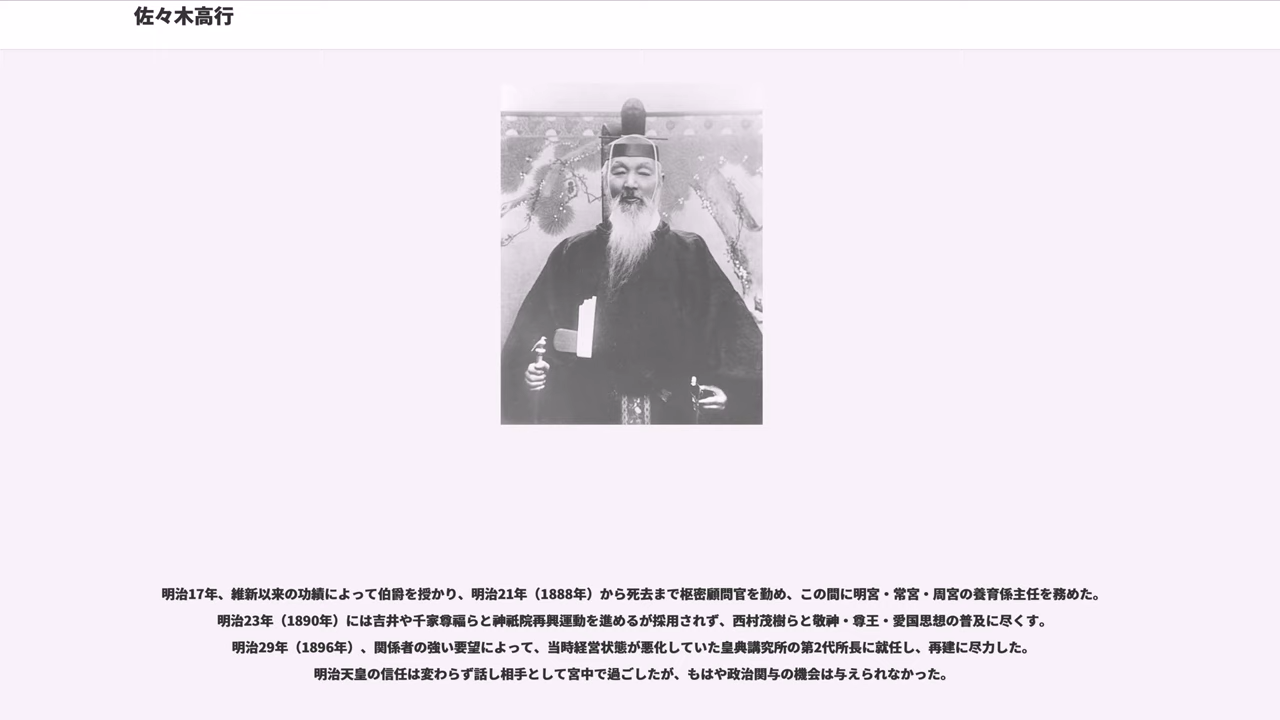 佐々木高行
明治17年、維新以来の功績によって伯爵を授かり、明治21年（1888年）から死去まで枢密顧問官を勤め、この間に明宮・常宮・周宮の養育係主任を務めた。
明治23年（1890年）には吉井や千家尊福らと神祇院再興運動を進めるが採用されず、西村茂樹らと敬神・尊王・愛国思想の普及に尽くす。
明治29年（1896年）、関係者の強い要望によって、当時経営状態が悪化していた皇典講究所の第2代所長に就任し、再建に尽力した。
明治天皇の信任は変わらず話し相手として宮中で過ごしたが、もはや政治関与の機会は与えられなかった。